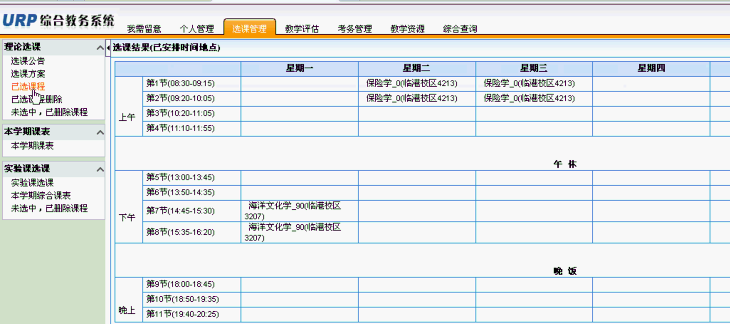 URP综合教务系统
我需留意 个人管理 选课管理 教学评估 考务管理 教学资源 综合查询
理论选课
选课公告
选课方案
已选课程
已选课程删除
未选中，已删除课程
本学期课表
本学期课表
实验课选课
实验课选课
本学期综合课表
未选中，已删除课程
选课结果(已安排时间地点)
星期一 星期二 星期三 星期四
上午
第1节(08:30-09:15) 保险学_0(临港校区4213) 保险学_0(临港校区4213)
第2节(09:20-10:05) 保险学_0(临港校区4213) 保险学_0(临港校区4213)
第3节(10:20-11:05)
第4节(11:10-11:55)
午 休
下午
第5节(13:00-13:45)
第6节(13:50-14:35)
第7节(14:45-15:30) 海洋文化学_90(临港校区
3207)
第8节(15:35-16:20) 海洋文化学_90(临港校区
3207)
晚 饭
晚上
第9节(18:00-18:45)
第10节(18:50-19:35)
第11节(19:40-20:25)